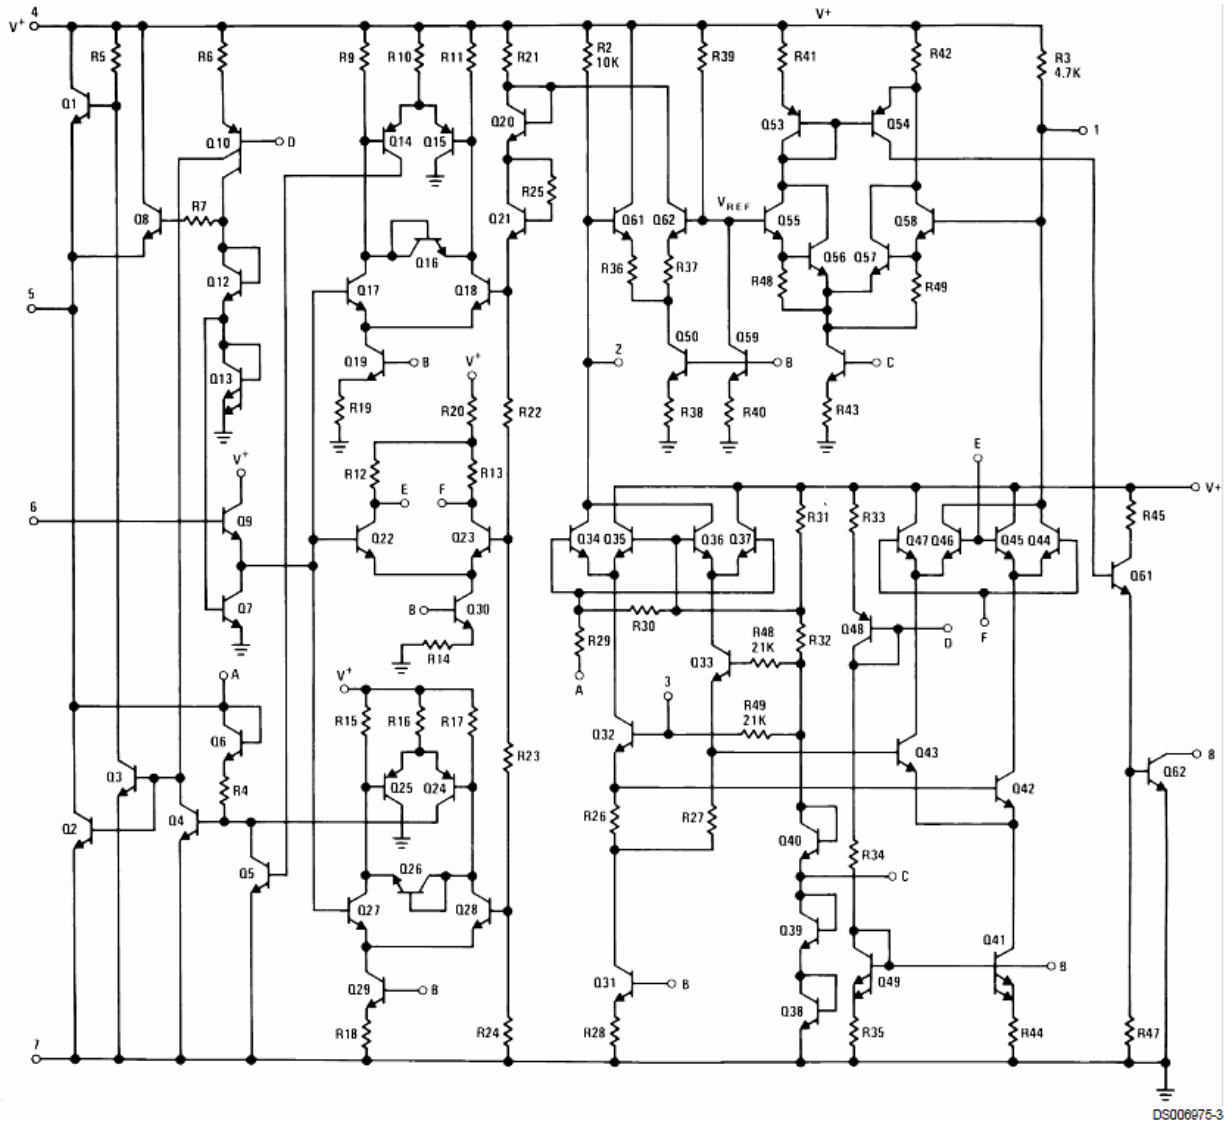 4
V+
V+
R5
R6
R9
R10
R11
R21
R2
10K
R39
R41
R42
R3
4.7K
Q1
Q10
D
Q14
Q15
Q20
Q53
Q54
1
R25
Q8
R7
Q21
Q61
Q62
VREF
Q55
Q58
Q16
Q56
Q57
R36
R37
R48
R49
Q12
Q17
Q18
5
Q50
Q59
Q19
B
2
B
C
Q13
V+
R19
R20
R22
R38
R40
R43
E
V+
R12
R13
V+
E
F
R31
R33
R45
6
Q9
Q22
Q23
Q34
Q35
Q36
Q37
Q47
Q46
Q45
Q44
Q61
Q7
B
Q30
R30
R32
Q48
D
F
R14
R29
Q33
R48
21K
A
V+
A
3
R49
21K
R15
R16
R17
Q6
Q32
Q43
R23
8
Q3
R4
Q25
Q24
Q62
Q42
Q2
Q4
R26
R27
Q40
R34
Q5
Q26
C
Q27
Q28
Q39
Q41
Q29
B
Q31
B
Q49
B
Q38
R18
R24
R28
R35
R44
R47
7
DS006975-3